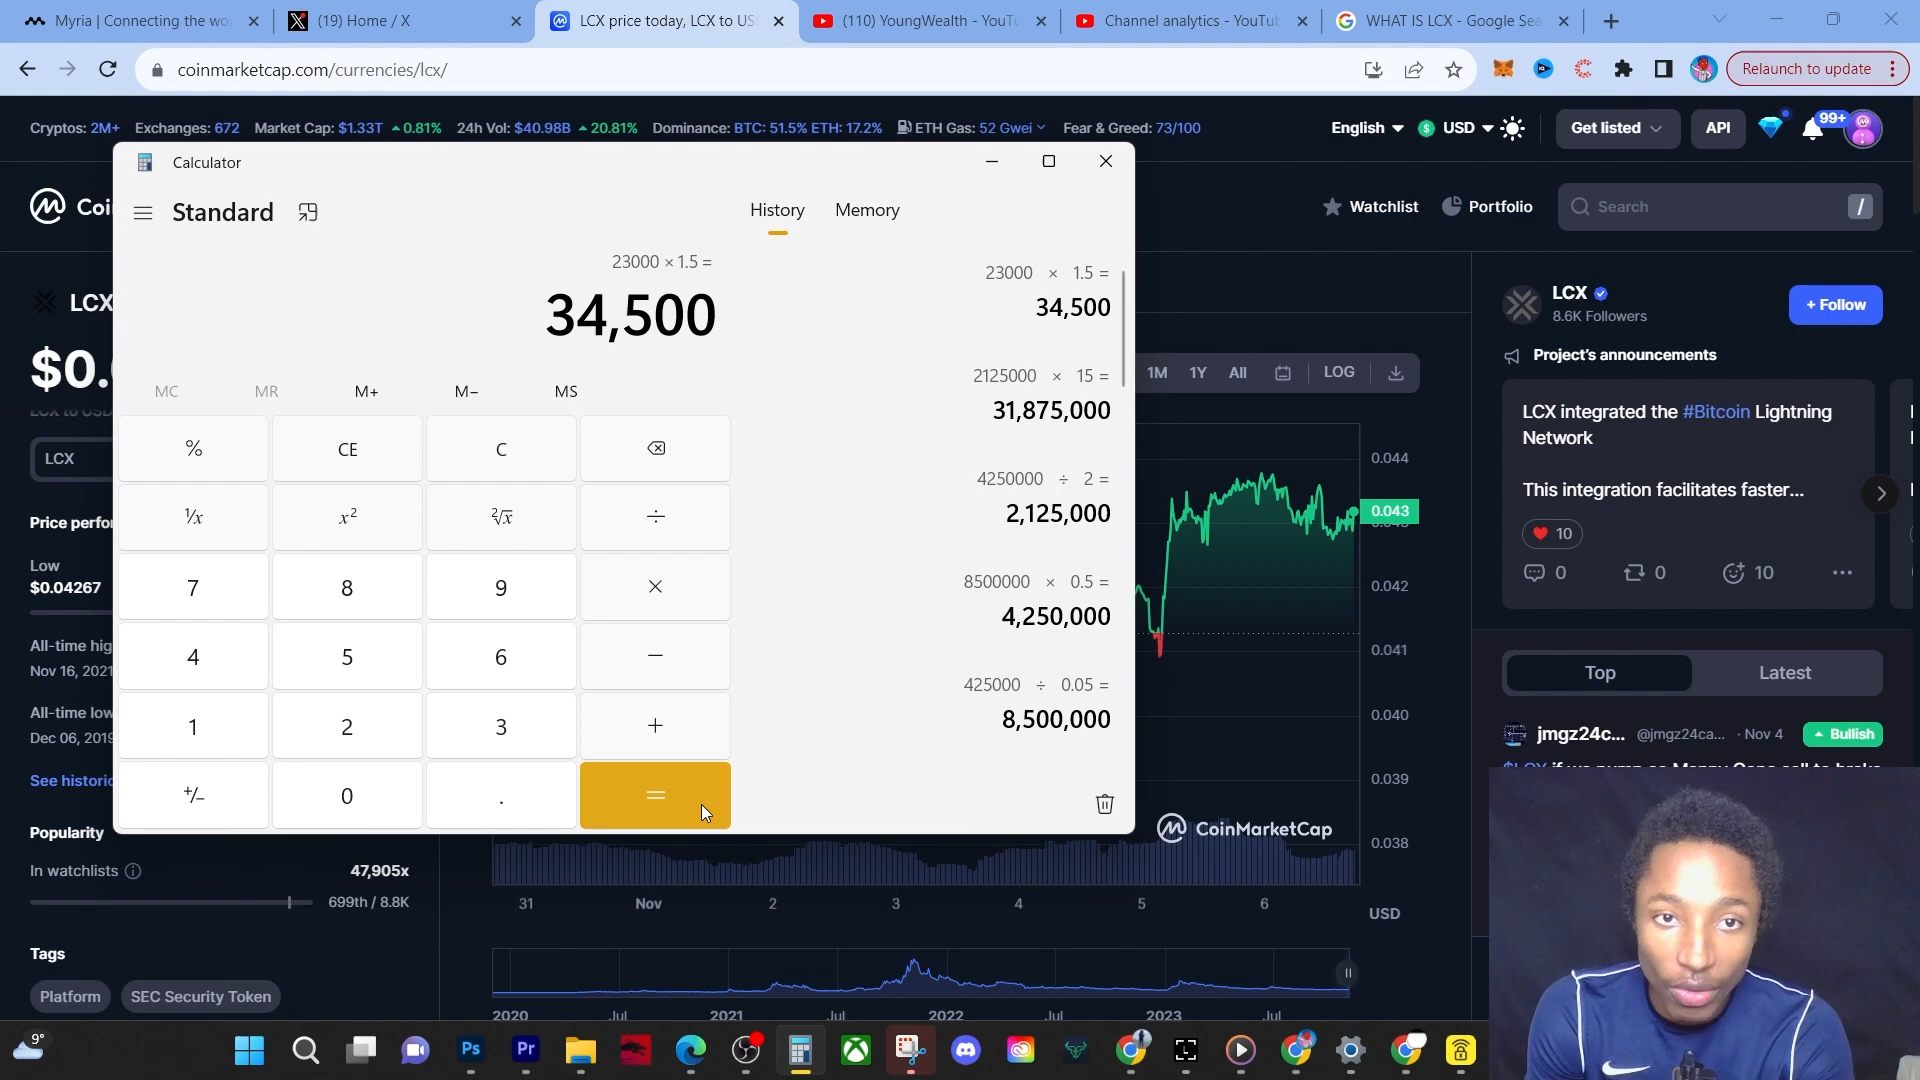 Myria | Connecting the wo
(19) Home / X
LCX price today, LCX to US
(110) YoungWealth - YouTu
Channel analytics - YouTub
WHAT IS LCX - Google Sea
coinmarketcap.com/currencies/lcx/
Relaunch to update
Cryptos: 2M+ Exchanges: 672 Market Cap: $1.33T 0.81% 24h Vol: $40.98B 20.81% Dominance: BTC: 51.5% ETH: 17.2% ETH Gas: 52 Gwei Fear & Greed: 73/100
English USD Get listed API 99+
Calculator
Coi
Watchlist Portfolio Search /
Standard
History Memory
23000 × 1.5 =
34,500
MC MR M+ M− MS
% CE C
⅟x x² ²√x ÷
7 8 9 ×
4 5 6 −
1 2 3 +
+/− 0 . =
23000 × 1.5 =
34,500
2125000 × 15 =
31,875,000
4250000 ÷ 2 =
2,125,000
8500000 × 0.5 =
4,250,000
425000 ÷ 0.05 =
8,500,000
LCX
$0.
LCX
Price perfo
Low
$0.04267
All-time hig
Nov 16, 2021
All-time low
Dec 06, 2019
See historic
Popularity
In watchlists 47,905x
699th / 8.8K
Tags
Platform SEC Security Token
1M 1Y All LOG
0.044
0.043
0.042
0.041
0.040
0.039
0.038
CoinMarketCap
31 Nov 2 3 4 5 6 USD
2020 Jul 2021 Jul 2022 Jul 2023 Jul
LCX
8.6K Followers
+ Follow
Project's announcements
LCX integrated the #Bitcoin Lightning
Network
This integration facilitates faster...
10
0 0 10
Top Latest
jmgz24c... @jmgz24ca... · Nov 4 Bullish
9°
Ps Pr